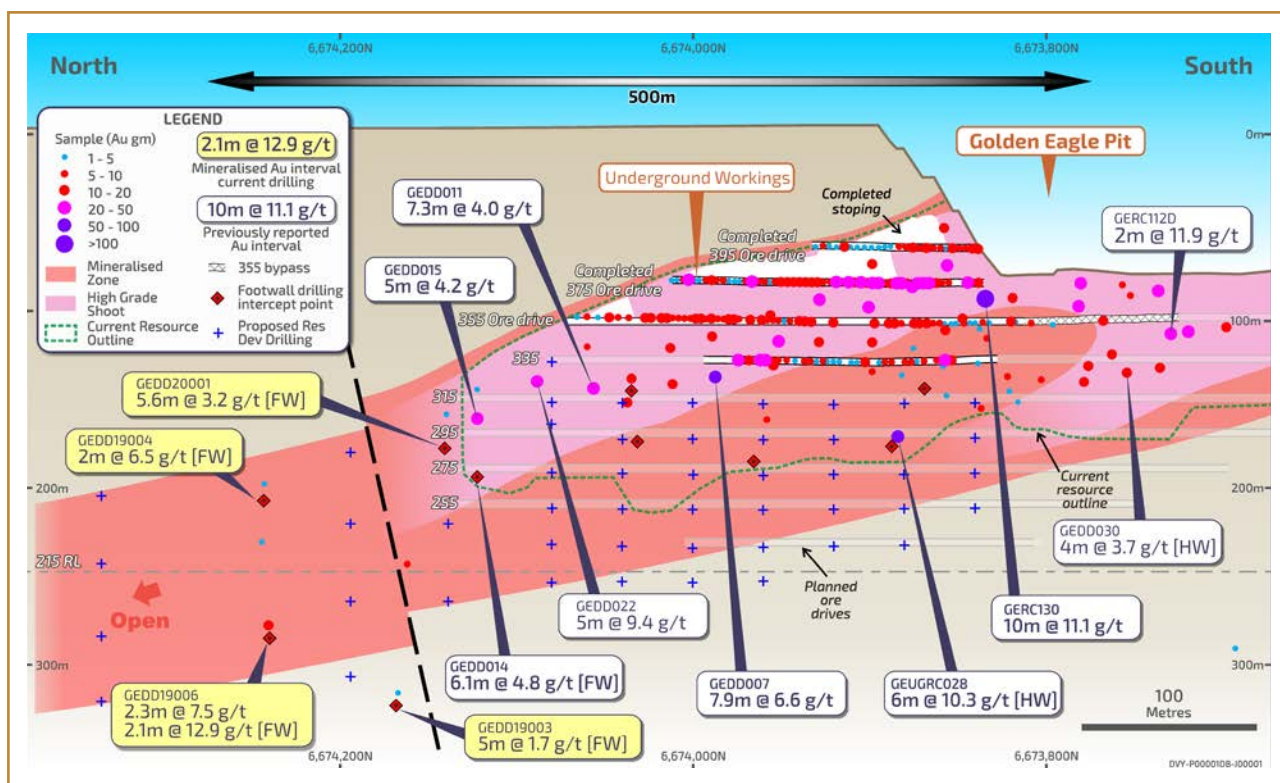 6,674,200N
6,674,000N
6,673,800N
North
South
500m
LEGEND
Sample (Au gm)
1 - 5
5 - 10
10 - 20
20 - 50
50 - 100
>100
Mineralised Zone
High Grade Shoot
Current Resource Outline
2.1m @ 12.9 g/t
Mineralised Au interval current drilling
10m @ 11.1 g/t
Previously reported Au interval
355 bypass
Footwall drilling intercept point
Proposed Res Dev Drilling
0m
Golden Eagle Pit
Underground Workings
Completed stoping
GEDD011
7.3m @ 4.0 g/t
GERC112D
2m @ 11.9 g/t
Completed 395 Ore drive
Completed 375 Ore drive
GEDD015
5m @ 4.2 g/t
355 Ore drive
100m
335
315
295
275
255
GEDD20001
5.6m @ 3.2 g/t [FW]
GEDD19004
2m @ 6.5 g/t [FW]
200m
200m
Current resource outline
GEDD030
4m @ 3.7 g/t [HW]
215 RL
Open
Planned ore drives
GEDD022
5m @ 9.4 g/t
GERC130
10m @ 11.1 g/t
300m
300m
GEDD014
6.1m @ 4.8 g/t [FW]
GEDD007
7.9m @ 6.6 g/t
GEUGRC028
6m @ 10.3 g/t [HW]
GEDD19006
2.3m @ 7.5 g/t
2.1m @ 12.9 g/t [FW]
GEDD19003
5m @ 1.7 g/t [FW]
100
Metres
6,674,200N
6,674,000N
6,673,800N
DVY-P0000108-J00001